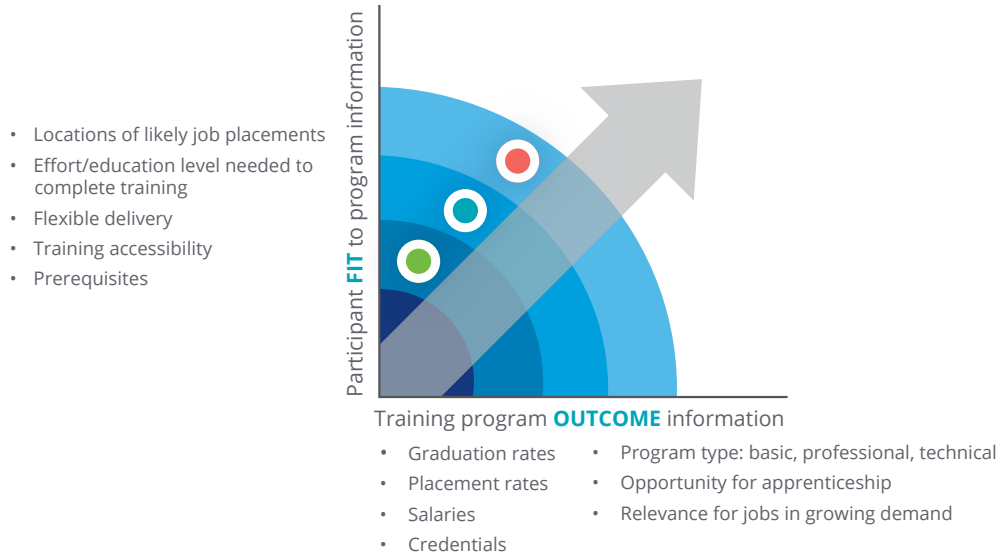 Participant FIT to program information
• Locations of likely job placements
• Effort/education level needed to
complete training
• Flexible delivery
• Training accessibility
• Prerequisites
Training program OUTCOME information
• Graduation rates
• Placement rates
• Salaries
• Credentials
• Program type: basic, professional, technical
• Opportunity for apprenticeship
• Relevance for jobs in growing demand